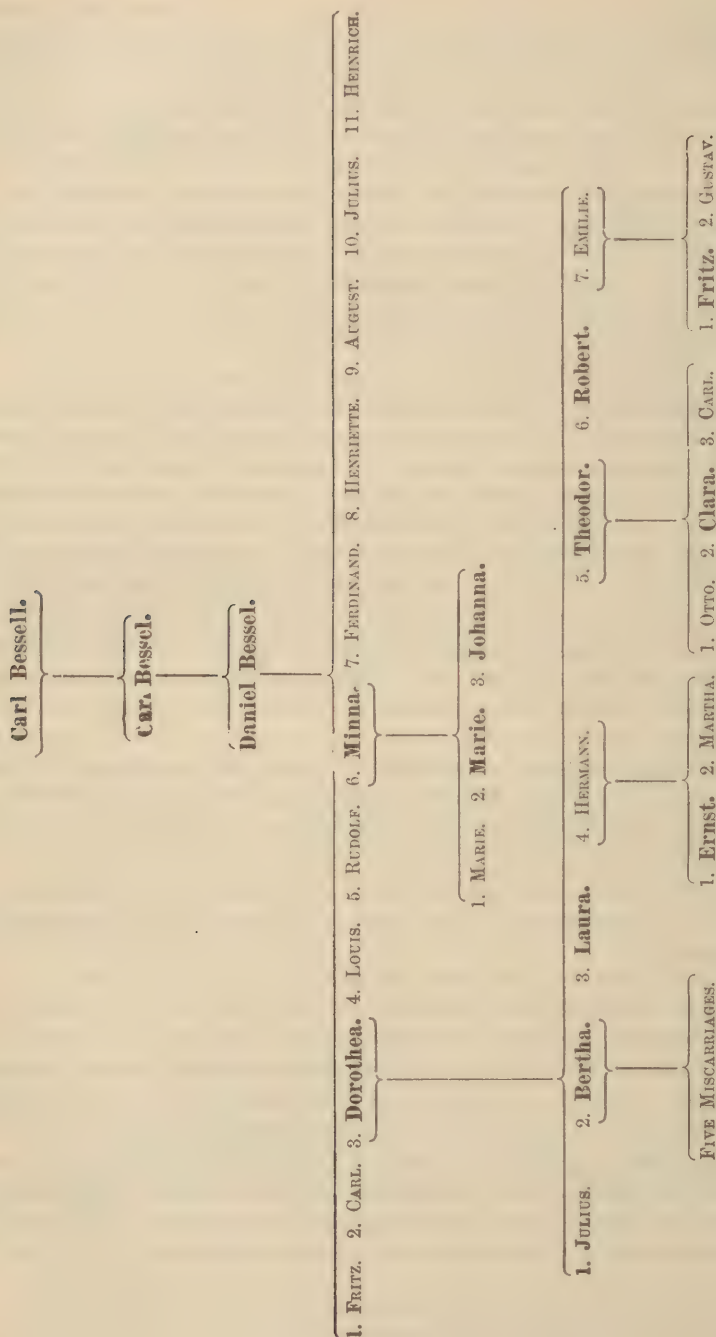 Carl Bessell.
Carl Bessel.
Daniel Bessel.
1. FRITZ. 2. CARL. 3. Dorothea. 4. LOUIS. 5. RUDOLF. 6. Minna. 7. FERDINAND. 8. HENRIETTE. 9. AUGUST. 10. JULIUS. 11. HEINRICH.
1. MARIE. 2. Marie. 3. Johanna.
1. JULIUS. 2. Bertha. 3. Laura. 4. HERMANN. 5. Theodor. 6. Robert. 7. EMILIE.
FIVE MISCARRIAGES. 1. Ernst. 2. MARTHA. 1. OTTO. 2. Clara. 3. CARL. 1. Fritz. 2. GUSTAV.